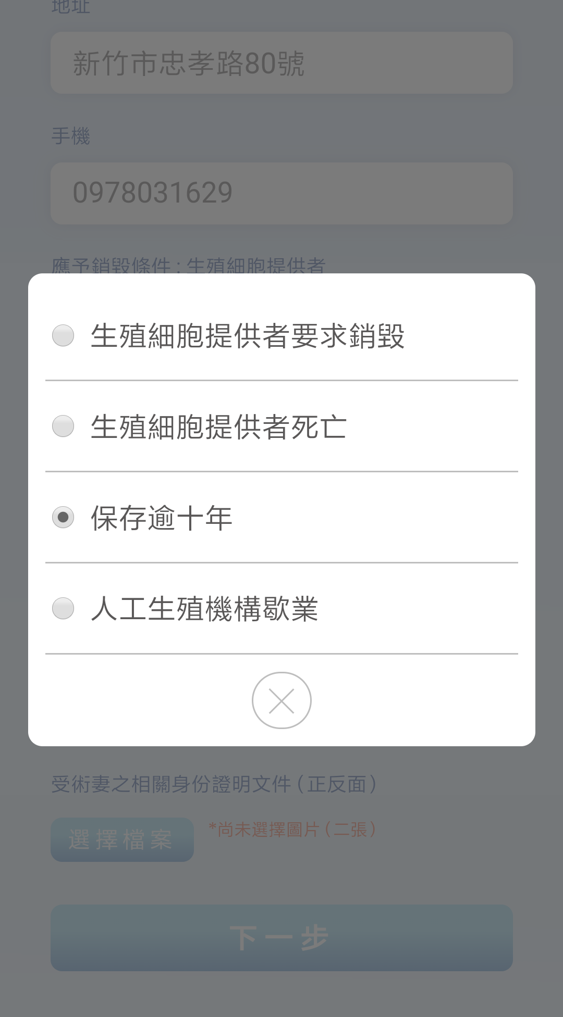 地址
新竹市忠孝路80號
手機
0978031629
應予銷毀條件 : 生殖細胞提供者
生殖細胞提供者要求銷毀
生殖細胞提供者死亡
保存逾十年
人工生殖機構歇業
受術妻之相關身份證明文件 ( 正反面 )
選擇檔案
*尚未選擇圖片 ( 二張 )
下一步